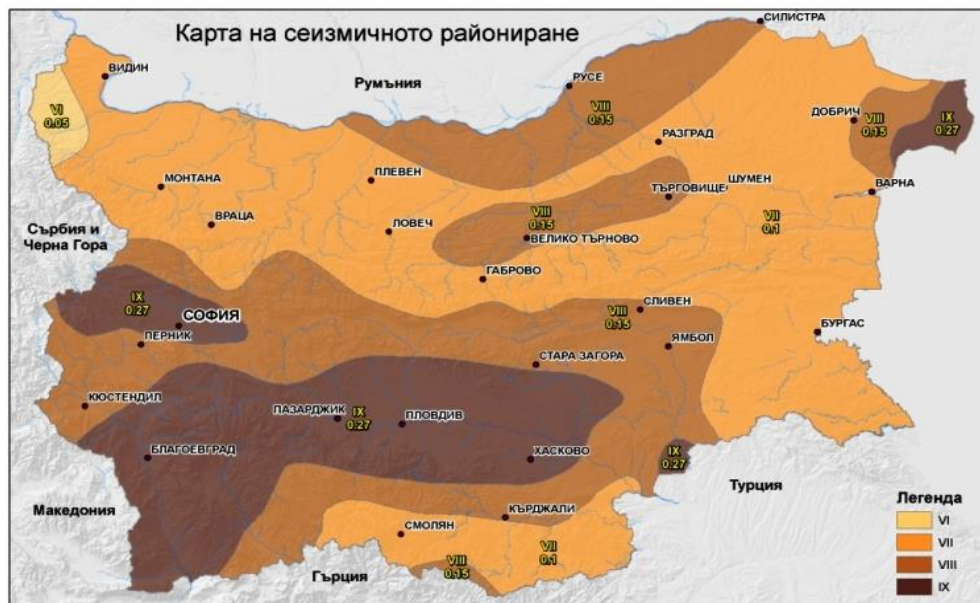 Карта на сеизмичното райониране
СИЛИСТРА
ВИДИН
Румъния
РУСЕ
VI
0.05
VIII
0.15
ДОБРИЧ
VIII
0.15
IX
0.27
РАЗГРАД
МОНТАНА
ПЛЕВЕН
ШУМЕН
ТЪРГОВИЩЕ
ВАРНА
ВРАЦА
ЛОВЕЧ
VIII
0.15
VII
0.1
Сърбия и
Черна Гора
ВЕЛИКО ТЪРНОВО
ГАБРОВО
IX
0.27
СОФИЯ
VIII
0.15
СЛИВЕН
БУРГАС
ПЕРНИК
ЯМБОЛ
СТАРА ЗАГОРА
КЮСТЕНДИЛ
ПАЗАРДЖИК
IX
0.27
ПЛОВДИВ
БЛАГОЕВГРАД
ХАСКОВО
IX
0.27
Турция
Македония
Легенда
VI
VII
VIII
IX
КЪРДЖАЛИ
СМОЛЯН
VII
0.1
VIII
0.15
Гърция